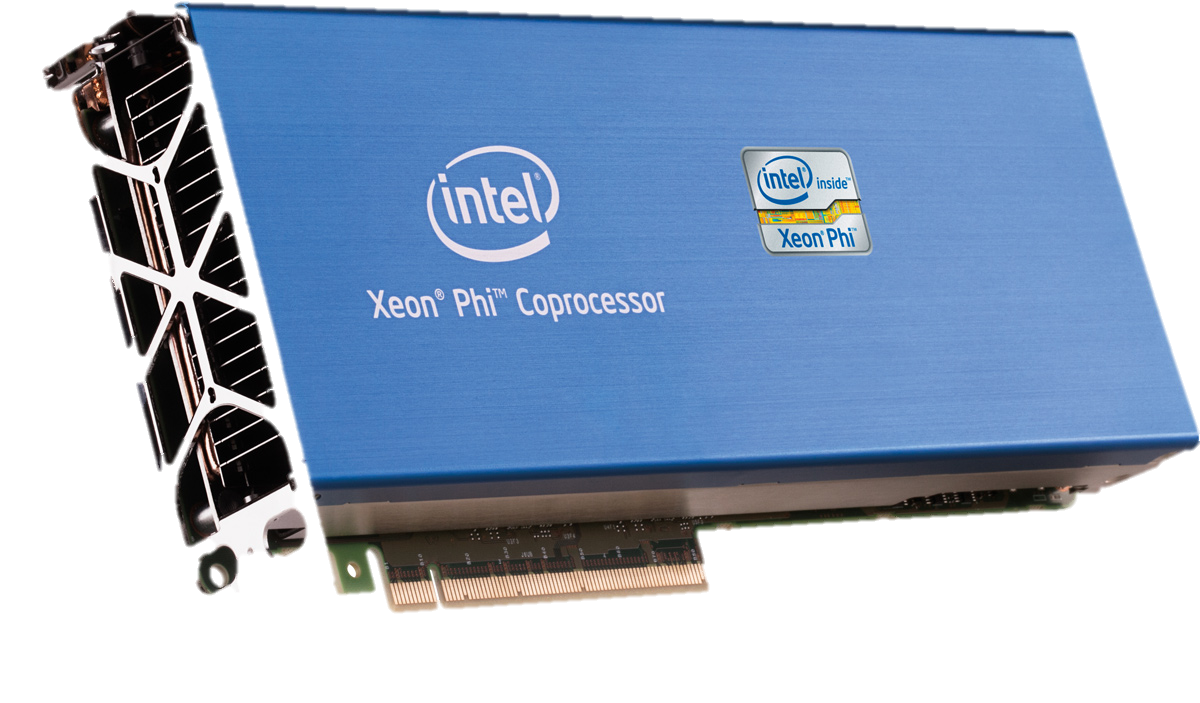 intel®
Xeon® Phi™ Coprocessor
intel® inside™
Xeon® Phi™